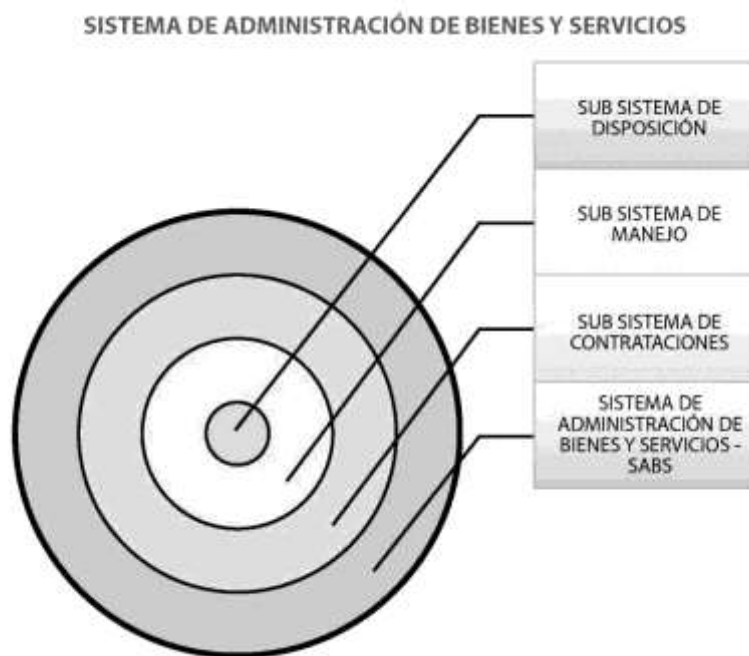 SISTEMA DE ADMINISTRACIÓN DE BIENES Y SERVICIOS
SUB SISTEMA DE
DISPOSICIÓN
SUB SISTEMA DE
MANEJO
SUB SISTEMA DE
CONTRATACIONES
SISTEMA DE
ADMINISTRACIÓN DE
BIENES Y SERVICIOS -
SABS